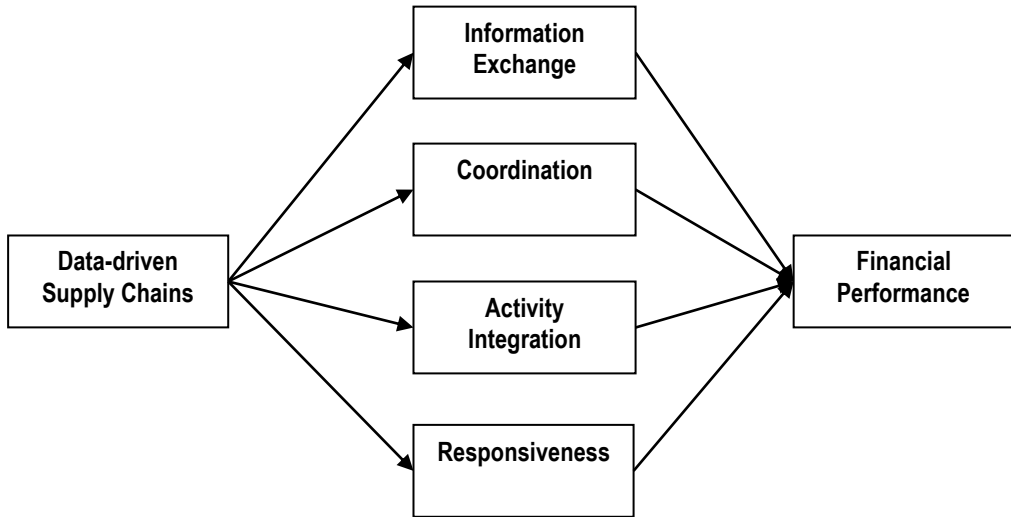 Information
Exchange
Coordination
Data-driven
Supply Chains
Financial
Performance
Activity
Integration
Responsiveness